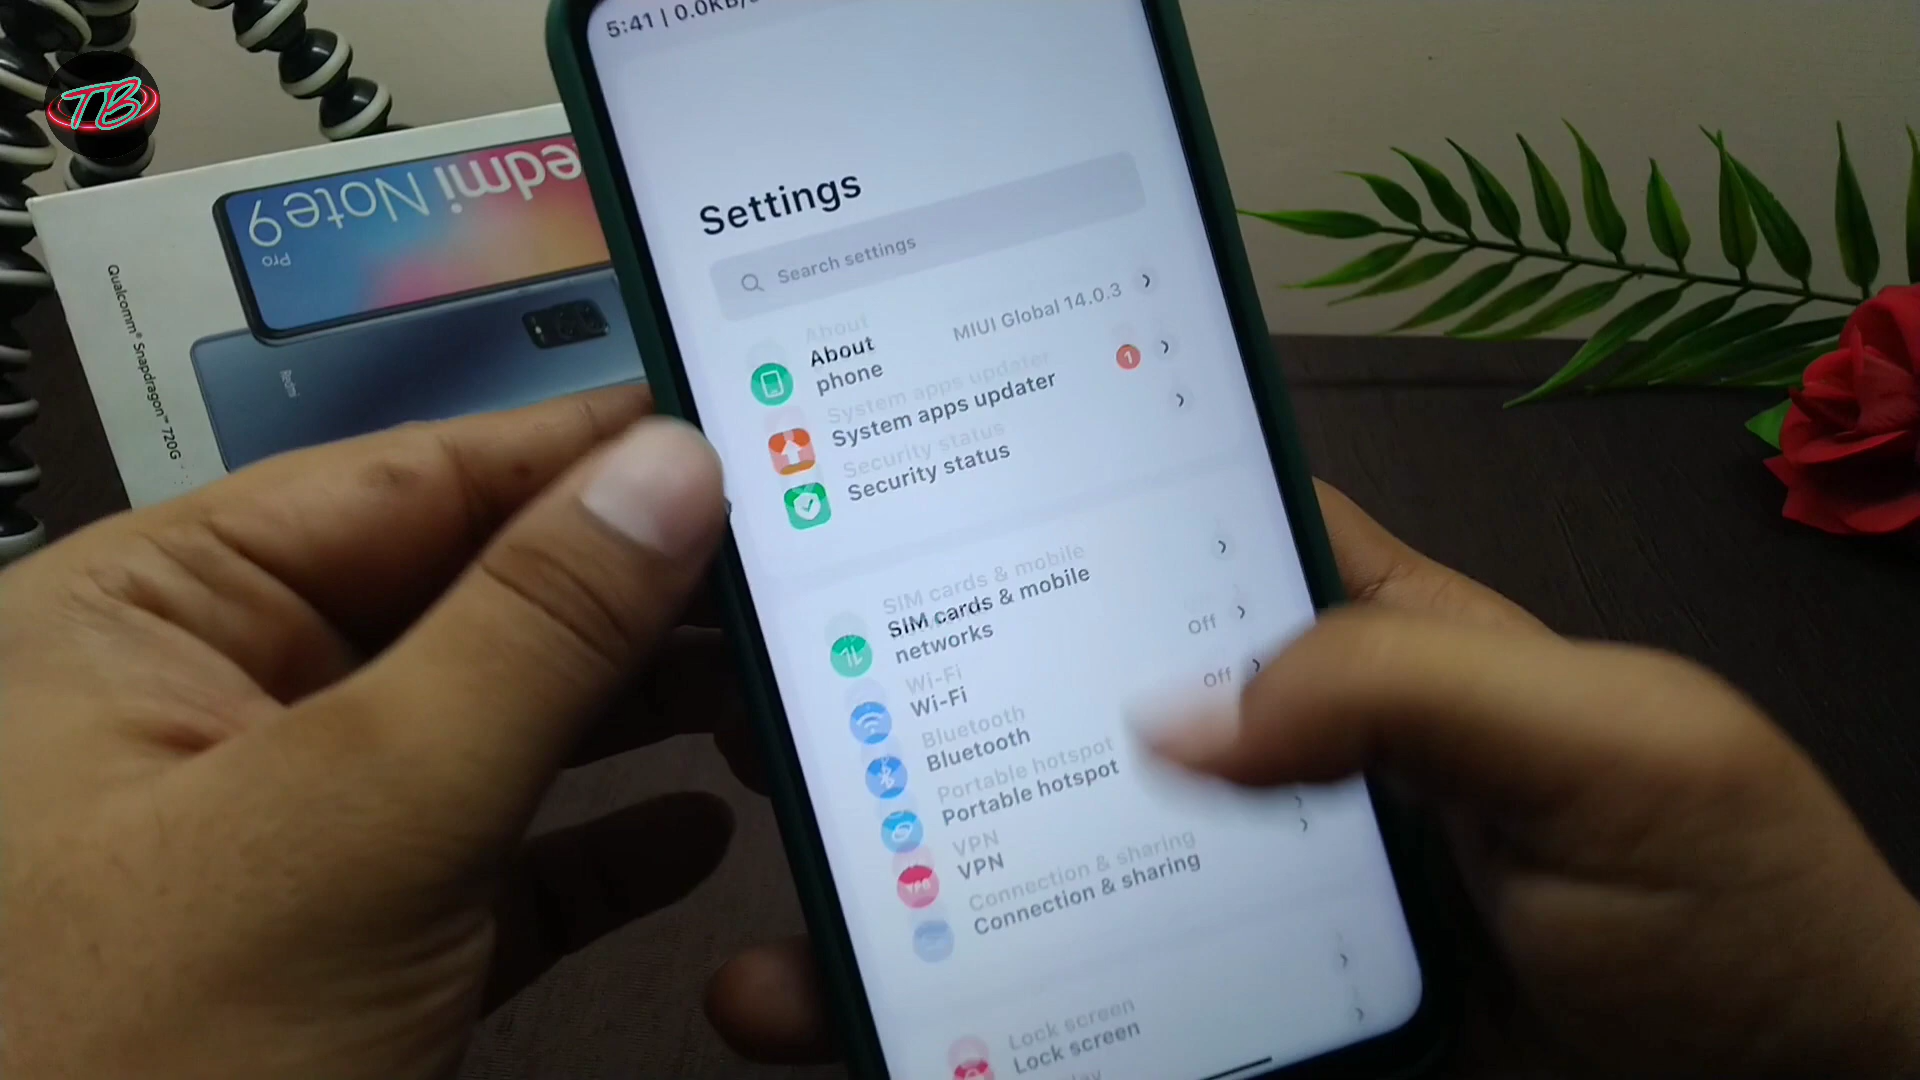 TB
5:41 | 0.0KB/s
Redmi Note 9
Pro
Qualcomm® Snapdragon™ 720G
Redmi
Settings
Search settings
About phone
MIUI Global 14.0.3
System apps updater
1
Security status
SIM cards & mobile
networks
Wi-Fi
Off
Bluetooth
Off
Portable hotspot
VPN
Connection & sharing
Lock screen